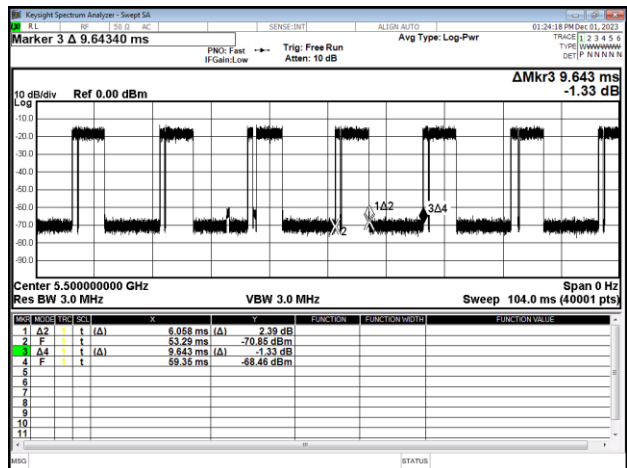 Keysight Spectrum Analyzer - Swept SA
RL RF 50 Ω AC SENSE:INT ALIGN AUTO 01:24:18 PM Dec 01, 2023
Marker 3 Δ 9.64340 ms Avg Type: Log-Pwr TRACE 1 2 3 4 5 6
PNO: Fast Trig: Free Run TYPE WWWWWW
IFGain:Low Atten: 10 dB DET P N N N N N
ΔMkr3 9.643 ms
10 dB/div Ref 0.00 dBm -1.33 dB
Log
-10.0
-20.0
-30.0
-40.0
-50.0
-60.0
1Δ2 3Δ4
-70.0
2
-80.0
-90.0
Center 5.500000000 GHz Span 0 Hz
Res BW 3.0 MHz VBW 3.0 MHz Sweep 104.0 ms (40001 pts)
MKR MODE TRC SCL X Y FUNCTION FUNCTION WIDTH FUNCTION VALUE
1 Δ2 1 t (Δ) 6.058 ms (Δ) 2.39 dB
2 F 1 t 53.29 ms -70.85 dBm
3 Δ4 1 t (Δ) 9.643 ms (Δ) -1.33 dB
4 F 1 t 59.35 ms -68.46 dBm
5
6
7
8
9
10
11
MSG STATUS